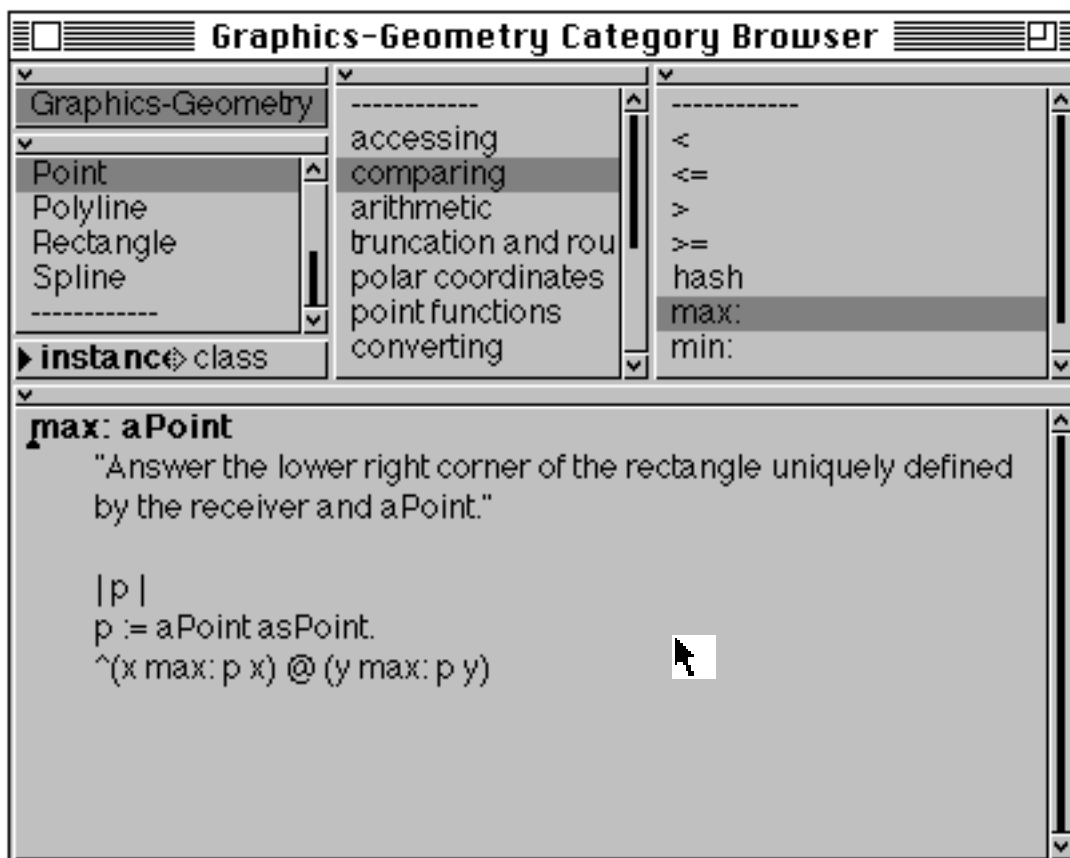 Graphics-Geometry Category Browser
Graphics-Geometry
Point
Polyline
Rectangle
Spline
------------
instance class
------------
accessing
comparing
arithmetic
truncation and rou
polar coordinates
point functions
converting
------------
<
<=
>
>=
hash
max:
min:
max: aPoint
"Answer the lower right corner of the rectangle uniquely defined
by the receiver and aPoint."
| p |
p := aPoint asPoint.
^(x max: p x) @ (y max: p y)